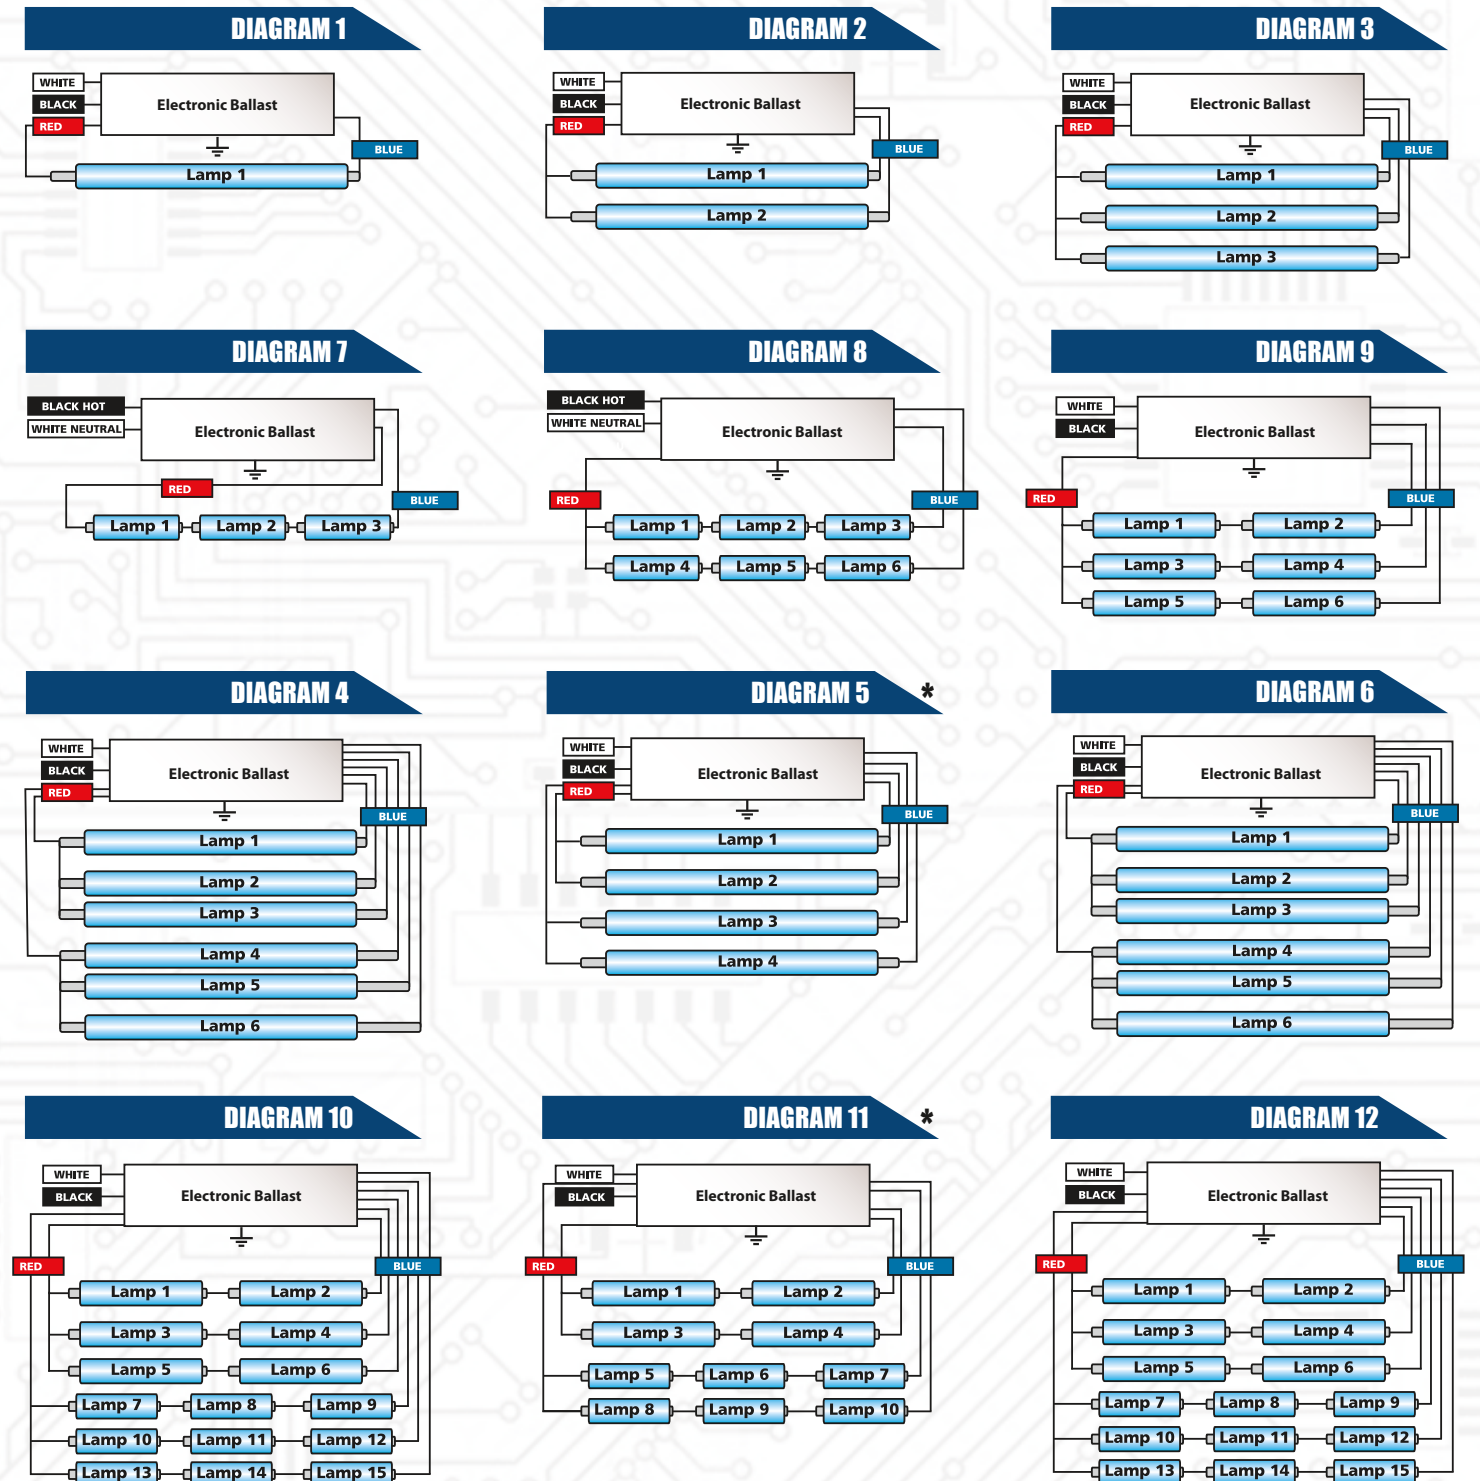 DIAGRAM 1
WHITE
BLACK
RED
Electronic Ballast
BLUE
Lamp 1
DIAGRAM 2
WHITE
BLACK
RED
Electronic Ballast
BLUE
Lamp 1
Lamp 2
DIAGRAM 3
WHITE
BLACK
RED
Electronic Ballast
BLUE
Lamp 1
Lamp 2
Lamp 3
DIAGRAM 7
BLACK HOT
WHITE NEUTRAL
Electronic Ballast
RED
BLUE
Lamp 1 Lamp 2 Lamp 3
DIAGRAM 8
BLACK HOT
WHITE NEUTRAL
Electronic Ballast
RED
BLUE
Lamp 1 Lamp 2 Lamp 3
Lamp 4 Lamp 5 Lamp 6
DIAGRAM 9
WHITE
BLACK
Electronic Ballast
RED
BLUE
Lamp 1 Lamp 2
Lamp 3 Lamp 4
Lamp 5 Lamp 6
DIAGRAM 4
WHITE
BLACK
RED
Electronic Ballast
BLUE
Lamp 1
Lamp 2
Lamp 3
Lamp 4
Lamp 5
Lamp 6
DIAGRAM 5 *
WHITE
BLACK
RED
Electronic Ballast
BLUE
Lamp 1
Lamp 2
Lamp 3
Lamp 4
DIAGRAM 6
WHITE
BLACK
RED
Electronic Ballast
BLUE
Lamp 1
Lamp 2
Lamp 3
Lamp 4
Lamp 5
Lamp 6
DIAGRAM 10
WHITE
BLACK
Electronic Ballast
RED
BLUE
Lamp 1 Lamp 2
Lamp 3 Lamp 4
Lamp 5 Lamp 6
Lamp 7 Lamp 8 Lamp 9
Lamp 10 Lamp 11 Lamp 12
Lamp 13 Lamp 14 Lamp 15
DIAGRAM 11 *
WHITE
BLACK
Electronic Ballast
RED
BLUE
Lamp 1 Lamp 2
Lamp 3 Lamp 4
Lamp 5 Lamp 6 Lamp 7
Lamp 8 Lamp 9 Lamp 10
DIAGRAM 12
WHITE
BLACK
Electronic Ballast
RED
BLUE
Lamp 1 Lamp 2
Lamp 3 Lamp 4
Lamp 5 Lamp 6
Lamp 7 Lamp 8 Lamp 9
Lamp 10 Lamp 11 Lamp 12
Lamp 13 Lamp 14 Lamp 15